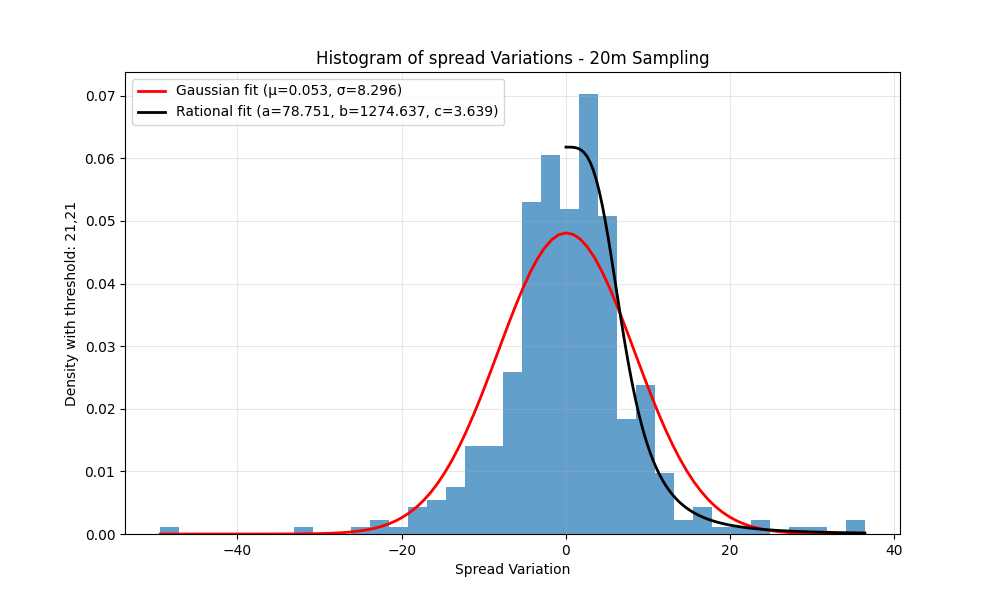 Histogram of spread Variations - 20m Sampling
Gaussian fit (μ=0.053, σ=8.296)
Rational fit (a=78.751, b=1274.637, c=3.639)
Density with threshold: 21,21
0.07
0.06
0.05
0.04
0.03
0.02
0.01
0.00
−40
−20
0
20
40
Spread Variation